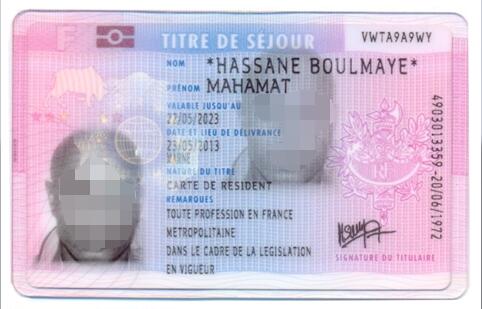 F
TITRE DE SÉJOUR
VWTA9A9WY
NOM *HASSANE BOULMAYE*
PRÉNOM MAHAMAT
VALABLE JUSQU'AU
22/05/2023
DATE ET LIEU DE DÉLIVRANCE
23/05/2013
MARNE
NATURE DU TITRE
CARTE DE RÉSIDENT
REMARQUES
TOUTE PROFESSION EN FRANCE
METROPOLITAINE
DANS LE CADRE DE LA LEGISLATION
EN VIGUEUR
SIGNATURE DU TITULAIRE
4903013359 -20/06/1972